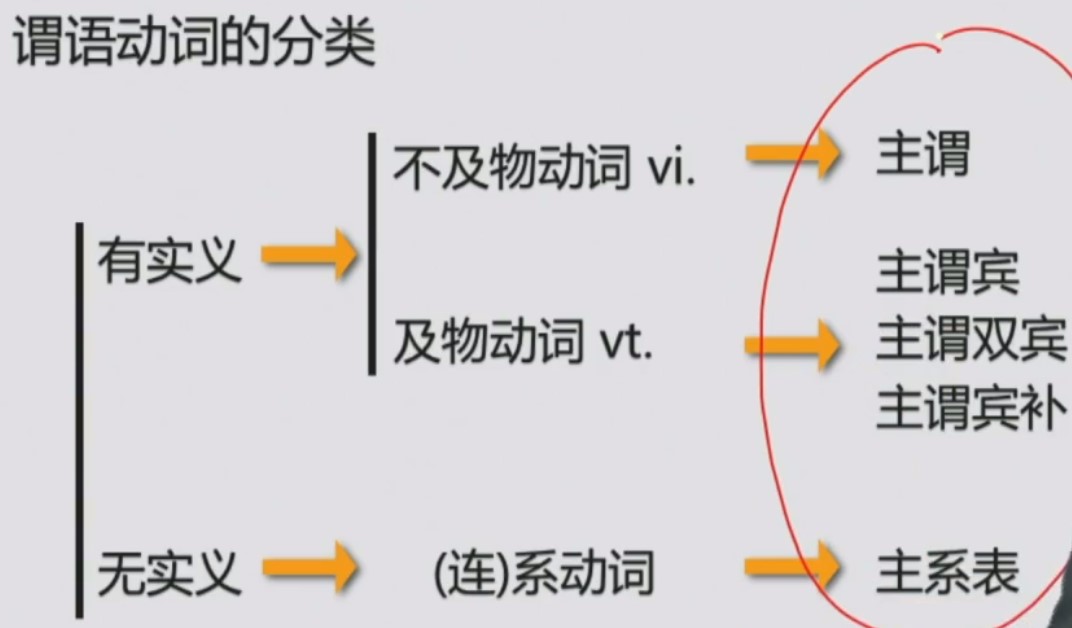 谓语动词的分类
不及物动词 vi.
主谓
有实义
主谓宾
及物动词 vt.
主谓双宾
主谓宾补
无实义
(连)系动词
主系表